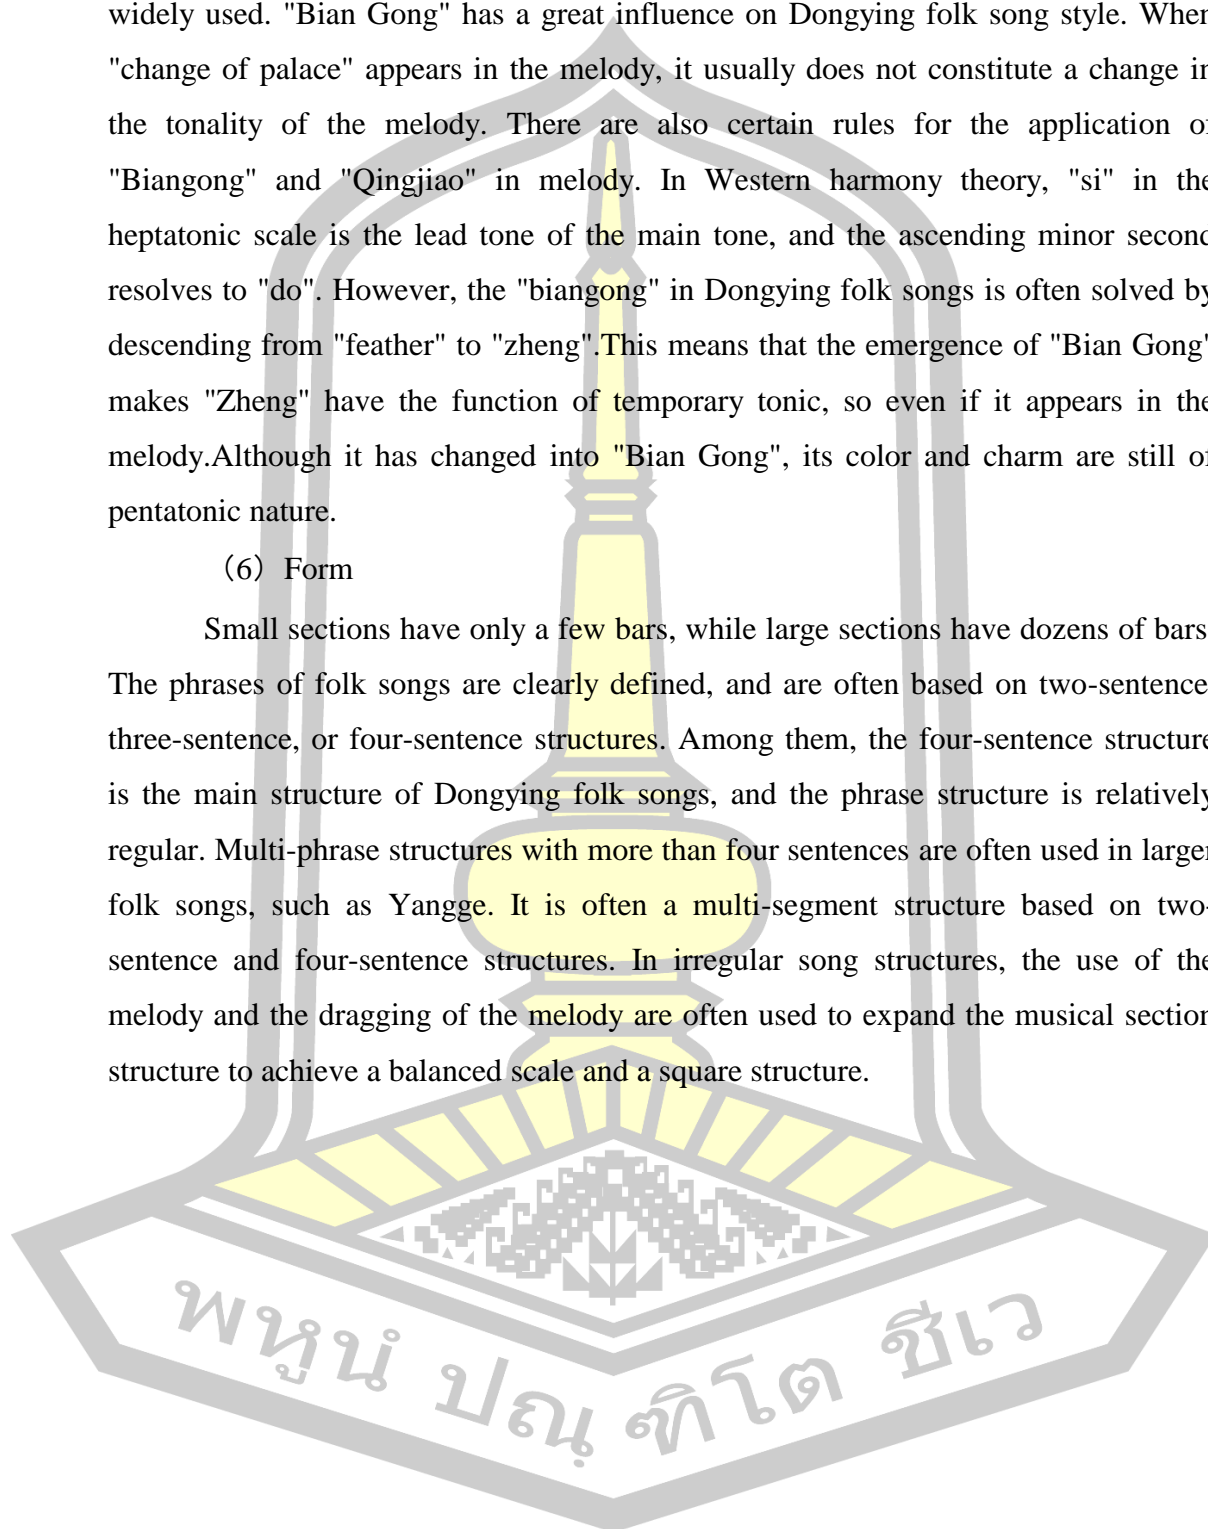 widely used. "Bian Gong" has a great influence on Dongying folk song style. When
"change of palace" appears in the melody, it usually does not constitute a change in
the tonality of the melody. There are also certain rules for the application of
"Biangong" and "Qingjiao" in melody. In Western harmony theory, "si" in the
heptatonic scale is the lead tone of the main tone, and the ascending minor second
resolves to "do". However, the "biangong" in Dongying folk songs is often solved by
descending from "feather" to "zheng".This means that the emergence of "Bian Gong"
makes "Zheng" have the function of temporary tonic, so even if it appears in the
melody.Although it has changed into "Bian Gong", its color and charm are still of
pentatonic nature.
（6）Form
Small sections have only a few bars, while large sections have dozens of bars
The phrases of folk songs are clearly defined, and are often based on two-sentence
three-sentence, or four-sentence structures. Among them, the four-sentence structure
is the main structure of Dongying folk songs, and the phrase structure is relatively
regular. Multi-phrase structures with more than four sentences are often used in larger
folk songs, such as Yangge. It is often a multi-segment structure based on two-
sentence and four-sentence structures. In irregular song structures, the use of the
melody and the dragging of the melody are often used to expand the musical section
structure to achieve a balanced scale and a square structure.
พหูนํ ปณฺฑิโต ชีเว